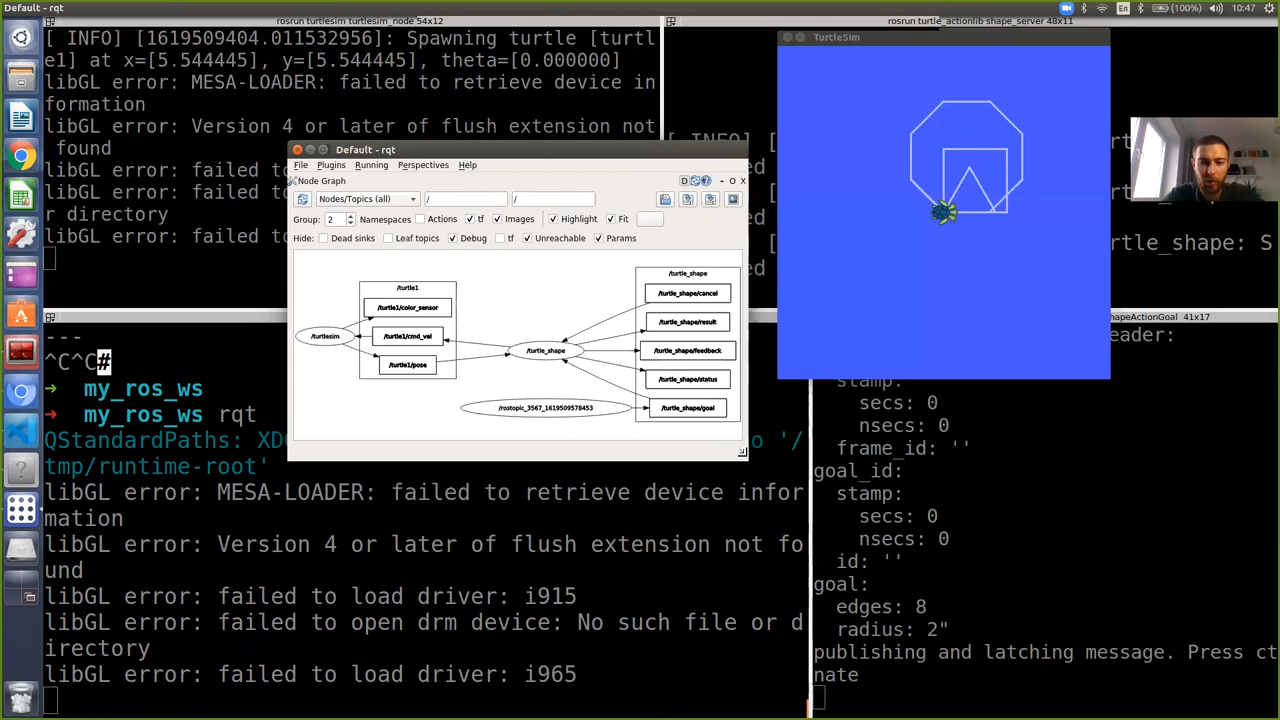 Default - rqt
En
(100%)
10:47
rosrun turtlesim turtlesim_node 54x12
[ INFO] [1619509404.011532956]: Spawning turtle [turtl
e1] at x=[5.544445], y=[5.544445], theta=[0.000000]
libGL error: MESA-LOADER: failed to retrieve device in
formation
libGL error: Version 4 or later of flush extension not
 found
libGL error: failed to
libGL error: failed to
r directory
libGL error: failed to
rosrun turtle_actionlib shape_server 48x11
[ INFO]
ed
[
rtle_shape: S
ed
TurtleSim
Default - rqt
File Plugins Running Perspectives Help
Node Graph
D - O X
Nodes/Topics (all) / /
Group: 2 Namespaces Actions tf Images Highlight Fit
Hide: Dead sinks Leaf topics Debug tf Unreachable Params
/turtlesim
/turtle1
/turtle1/color_sensor
/turtle1/cmd_vel
/turtle1/pose
/turtle_shape
/rostopic_3567_1619509578453
/turtle_shape
/turtle_shape/cancel
/turtle_shape/result
/turtle_shape/feedback
/turtle_shape/status
/turtle_shape/goal
---
^C^C#
➜ my_ros_ws
➜ my_ros_ws rqt
QStandardPaths: XD
o '/
tmp/runtime-root'
libGL error: MESA-LOADER: failed to retrieve device infor
mation
libGL error: Version 4 or later of flush extension not fo
und
libGL error: failed to load driver: i915
libGL error: failed to open drm device: No such file or d
irectory
libGL error: failed to load driver: i965
hapeActionGoal 41x17
eader:
stamp:
secs: 0
nsecs: 0
frame_id: ''
goal_id:
stamp:
secs: 0
nsecs: 0
id: ''
goal:
edges: 8
radius: 2"
publishing and latching message. Press ct
nate